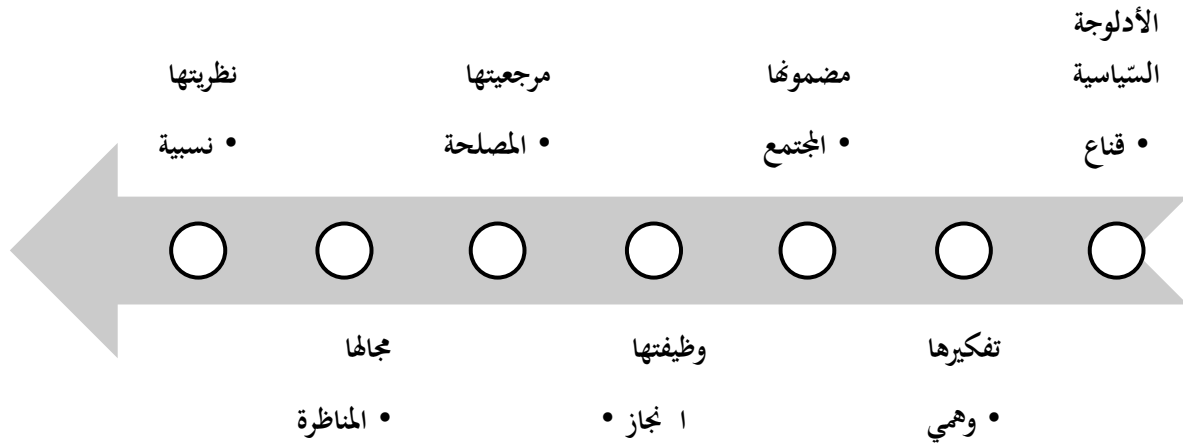 الأدلوجة
السّياسية
• قناع
تفكيرها
• وهمي
مضمونها
• المجتمع
وظيفتها
• ا نجاز
مرجعيتها
• المصلحة
مجالها
• المناظرة
نظريتها
• نسبية